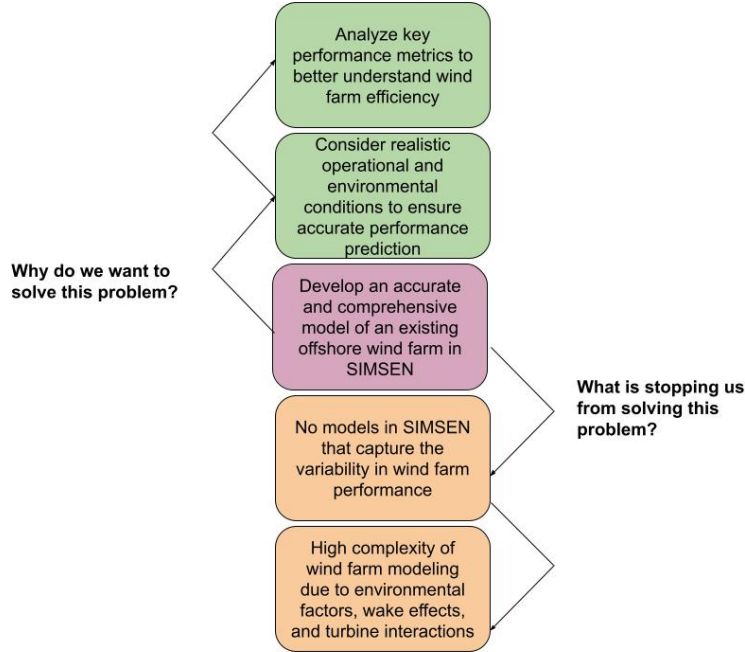 Analyze key
performance metrics to
better understand wind
farm efficiency
Consider realistic
operational and
environmental
conditions to ensure
accurate performance
prediction
Why do we want to
solve this problem?
Develop an accurate
and comprehensive
model of an existing
offshore wind farm in
SIMSEN
What is stopping us
from solving this
problem?
No models in SIMSEN
that capture the
variability in wind farm
performance
High complexity of
wind farm modeling
due to environmental
factors, wake effects,
and turbine interactions